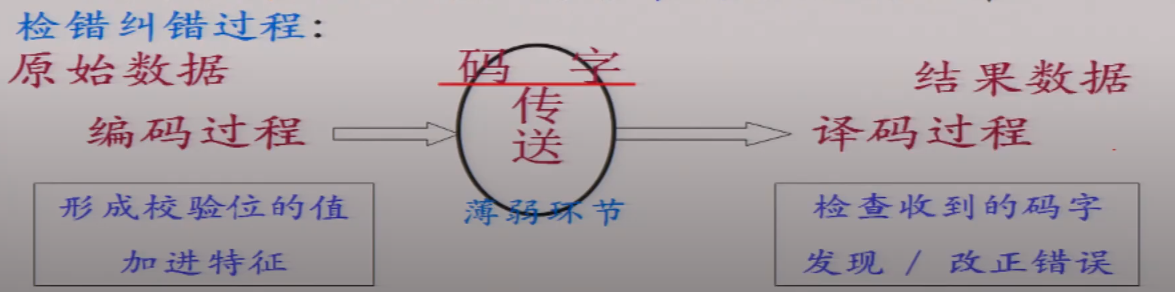 检错纠错过程:
原始数据
码 字
结果数据
编码过程
传
送
译码过程
形成校验位的值
加进特征
薄弱环节
检查收到的码字
发现 / 改正错误